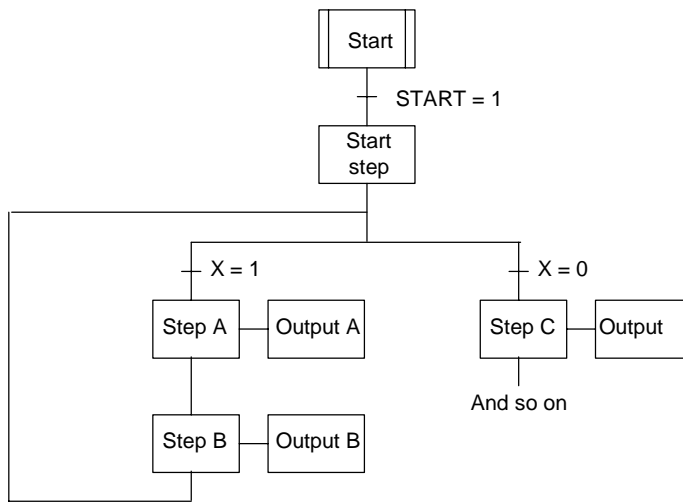 Start
START = 1
Start
step
X = 1
X = 0
Step A
Output A
Step C
Output
And so on
Step B
Output B